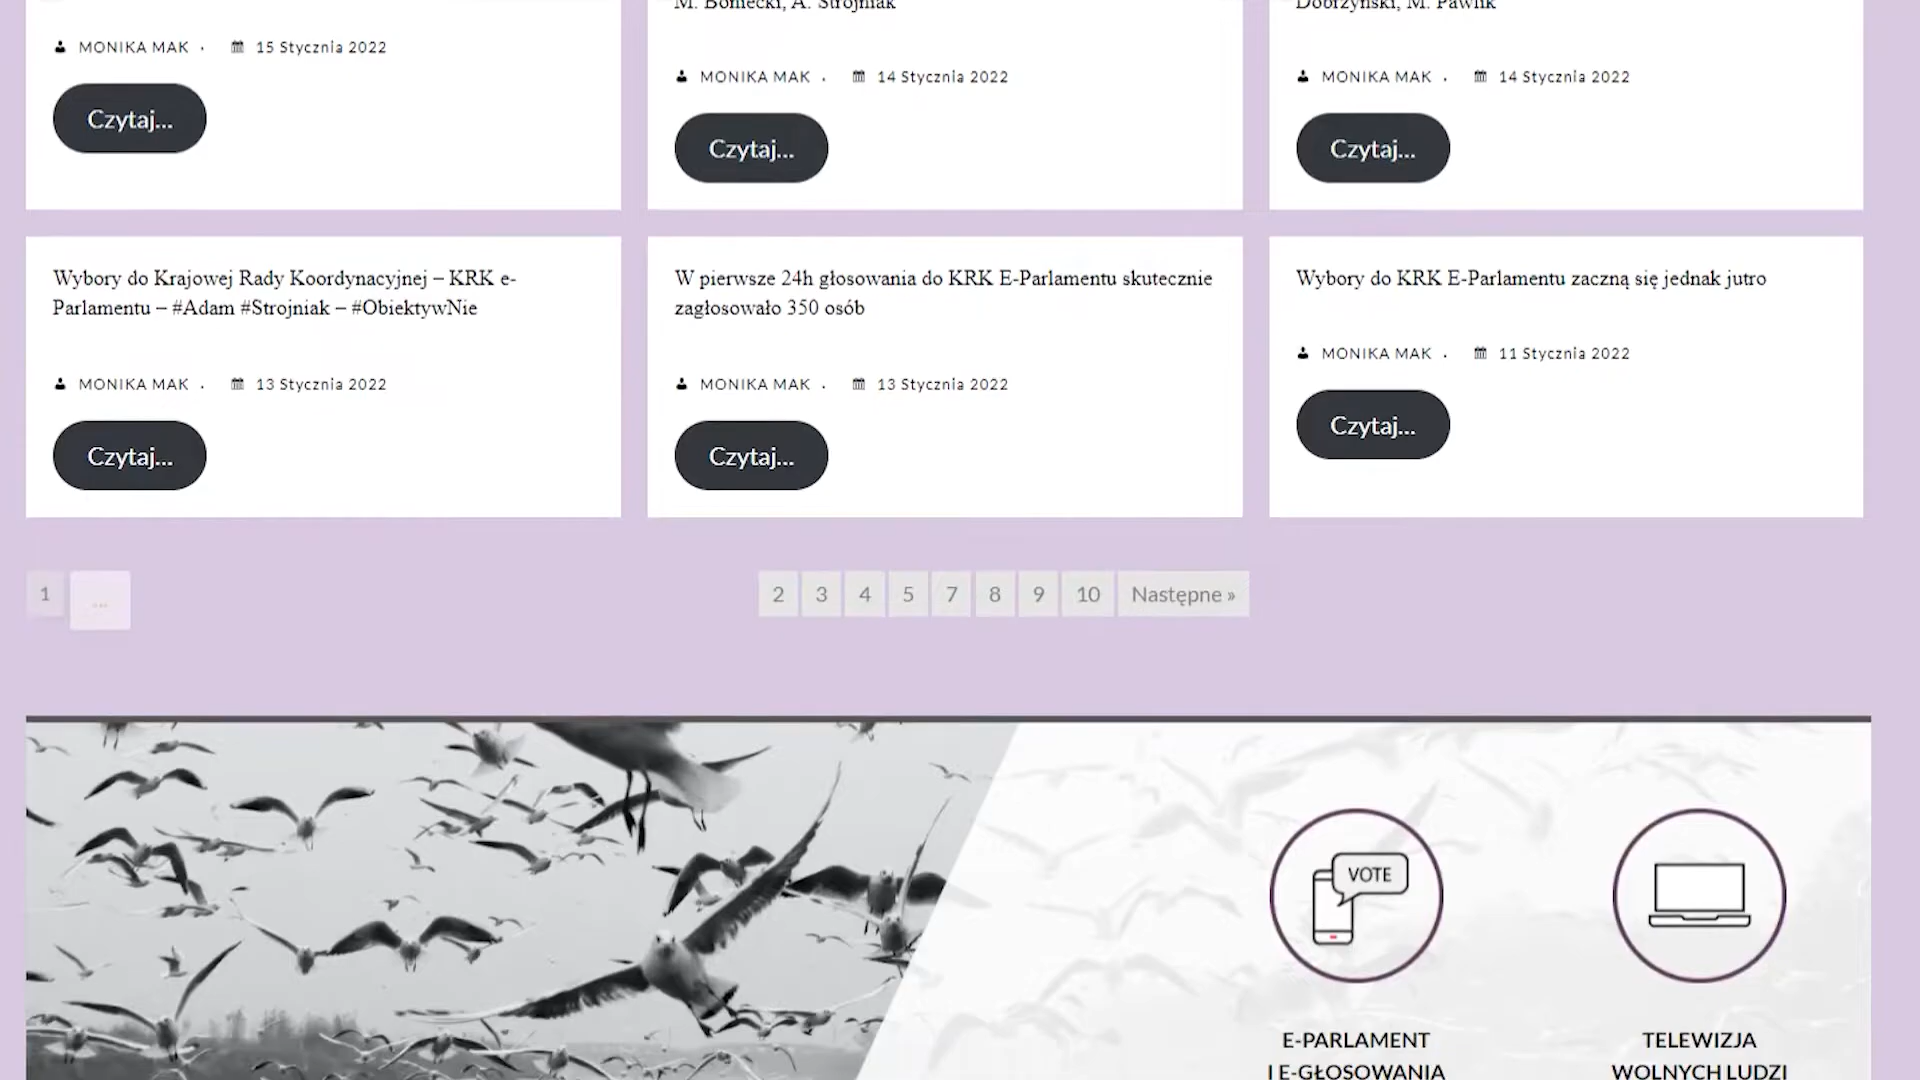 M. Boniecki, A. Strojniak
Dobrzyński, M. Pawlik
MONIKA MAK . 15 Stycznia 2022
MONIKA MAK . 14 Stycznia 2022
MONIKA MAK . 14 Stycznia 2022
Czytaj...
Czytaj...
Czytaj...
Wybory do Krajowej Rady Koordynacyjnej – KRK e-
Parlamentu – #Adam #Strojniak – #ObiektywNie
MONIKA MAK . 13 Stycznia 2022
Czytaj...
W pierwsze 24h głosowania do KRK E-Parlamentu skutecznie
zagłosowało 350 osób
MONIKA MAK . 13 Stycznia 2022
Czytaj...
Wybory do KRK E-Parlamentu zaczną się jednak jutro
MONIKA MAK . 11 Stycznia 2022
Czytaj...
1 ... 2 3 4 5 7 8 9 10 Następne »
VOTE
E-PARLAMENT
I E-GŁOSOWANIA
TELEWIZJA
WOLNYCH LUDZI